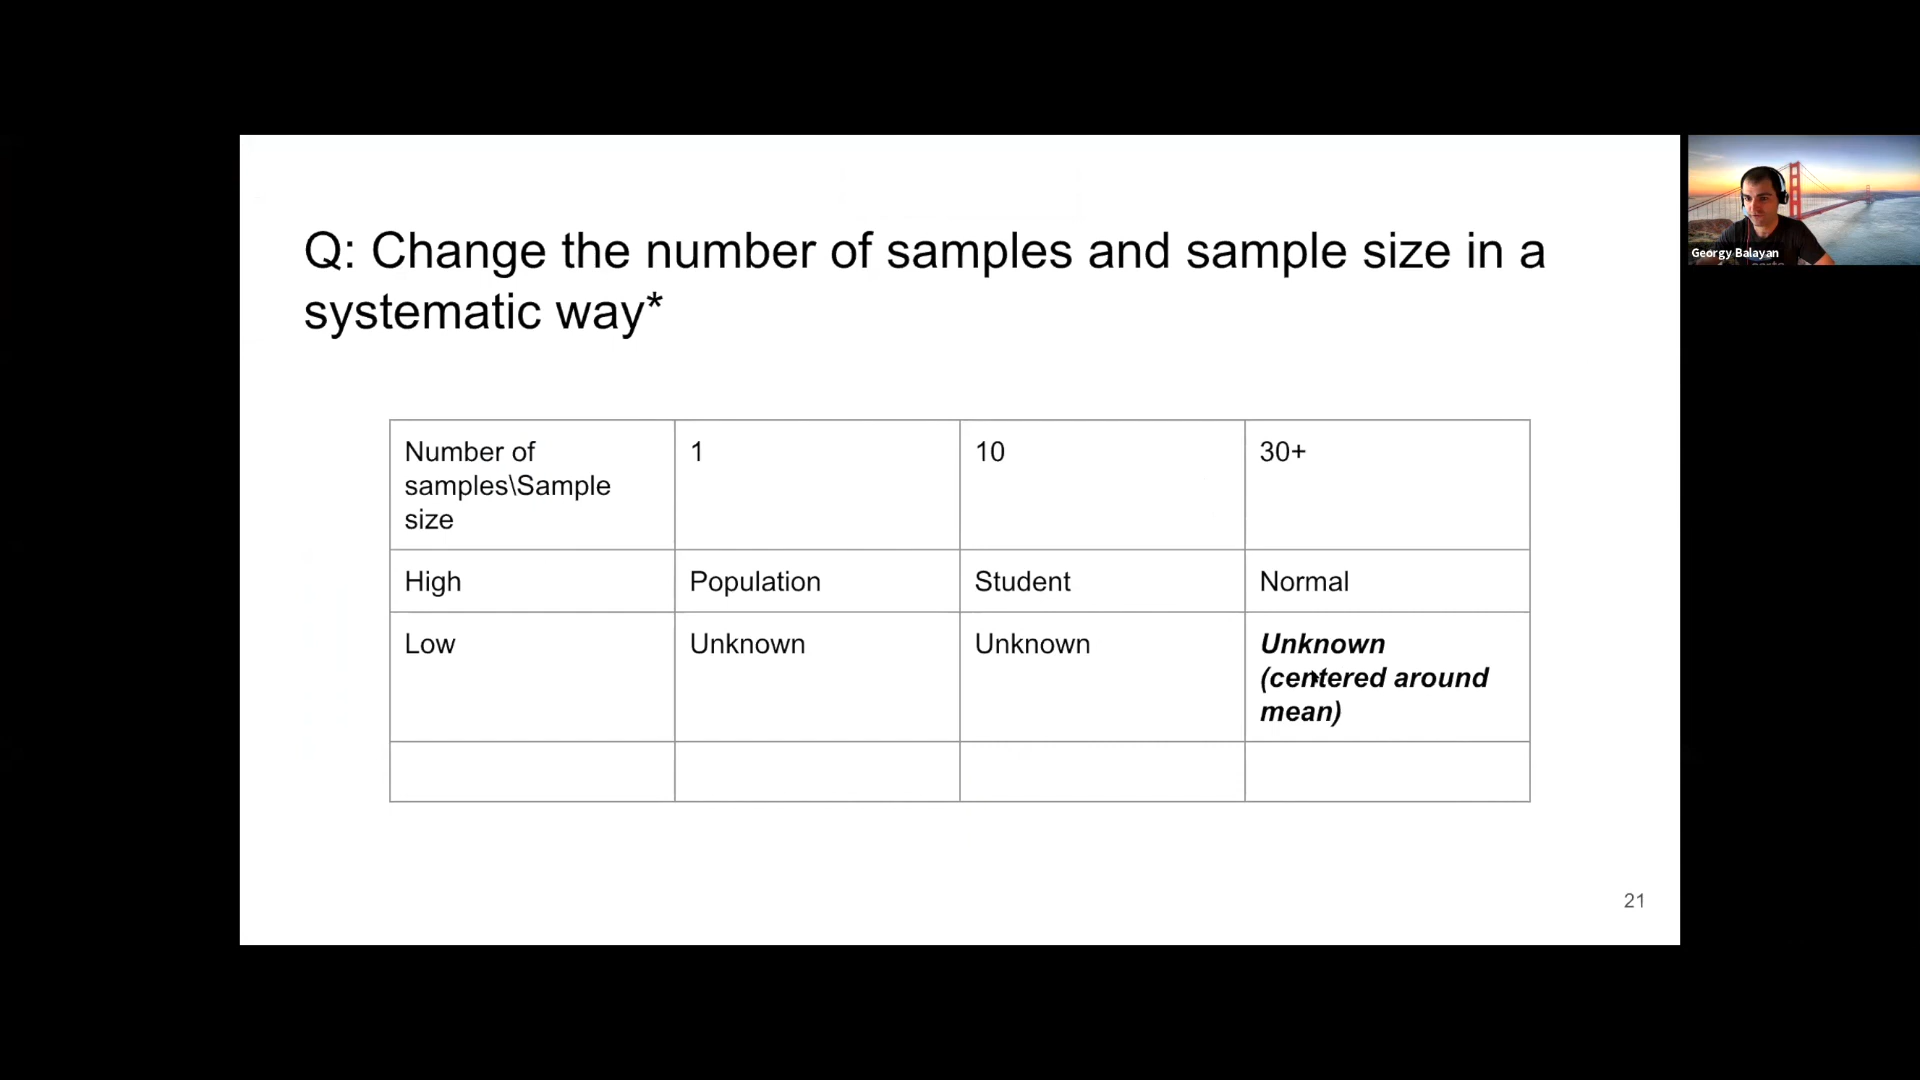 Q: Change the number of samples and sample size in a
systematic way*
Number of
samples\Sample
size
1
10
30+
High
Population
Student
Normal
Low
Unknown
Unknown
Unknown
(centered around
mean)
21
Georgy Balayan